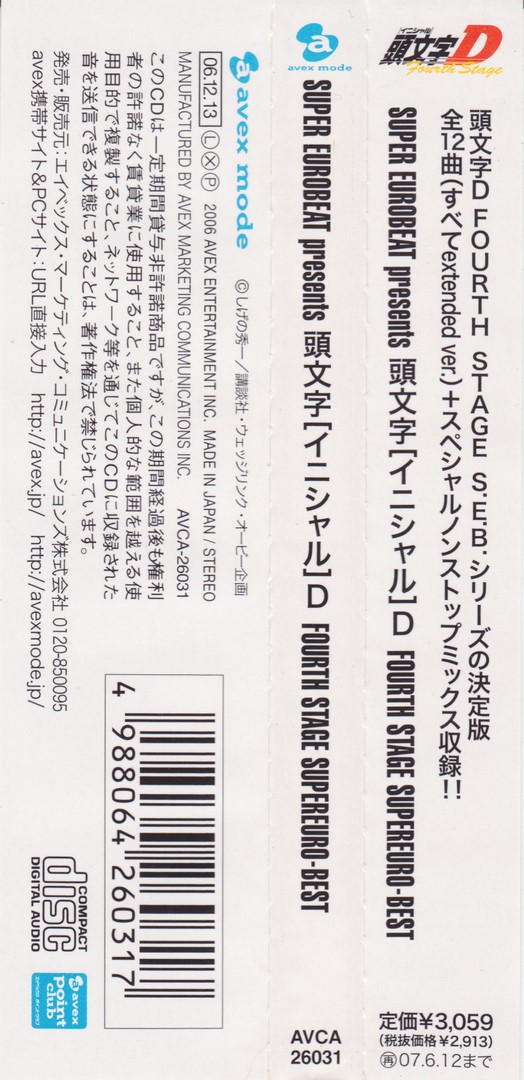 頭文字[イニシャル]D
Fourth Stage
頭文字D FOURTH STAGE S.E.B.シリーズの決定版
全12曲(すべてextended ver.)+スペシャルノンストップミックス収録!!
SUPER EUROBEAT presents 頭文字[イニシャル]D FOURTH STAGE SUPEREURO-BEST
定価¥3,059
(税抜価格¥2,913)
再07.6.12まで
a
avex mode
SUPER EUROBEAT presents 頭文字[イニシャル]D FOURTH STAGE SUPEREURO-BEST
AVCA
26031
avex mode
©しげの秀一/講談社・ウェッジリンク・オービー企画
06.12.13 Ⓛ Ⓧ Ⓟ 2006 AVEX ENTERTAINMENT INC. MADE IN JAPAN/STEREO
MANUFACTURED BY AVEX MARKETING COMMUNICATIONS INC. AVCA-26031
このCDは一定期間貸与非許諾商品ですが、この期間経過後も権利
者の許諾なく賃貸業に使用すること、また個人的な範囲を越える使
用目的で複製すること、ネットワーク等を通じてこのCDに収録された
音を送信できる状態にすることは、著作権法で禁じられています。
発売・販売元:エイベックス・マーケティング・コミュニケーションズ株式会社 0120-850095
avex携帯サイト&PCサイト:URL直接入力 http://avex.jp/ http://avexmode.jp/
4 988064 260317
COMPACT
disc
DIGITAL AUDIO
avex
point
club